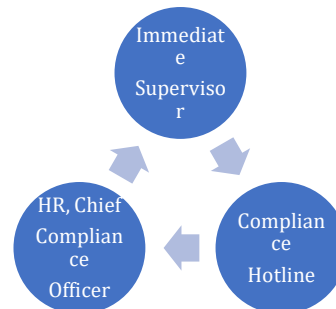 Immediat
e
Superviso
r
HR, Chief
Complian
ce
Officer
Complian
ce
Hotline